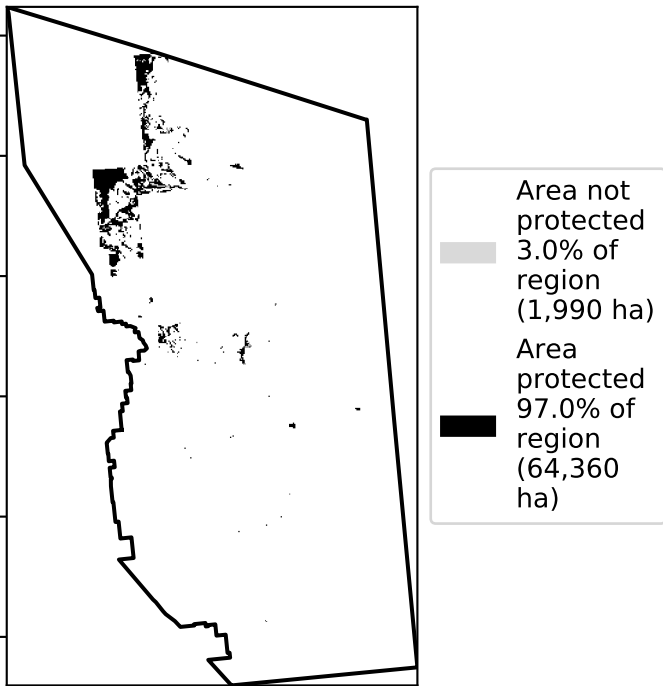 Area not
protected
3.0% of
region
(1,990 ha)
Area
protected
97.0% of
region
(64,360
ha)